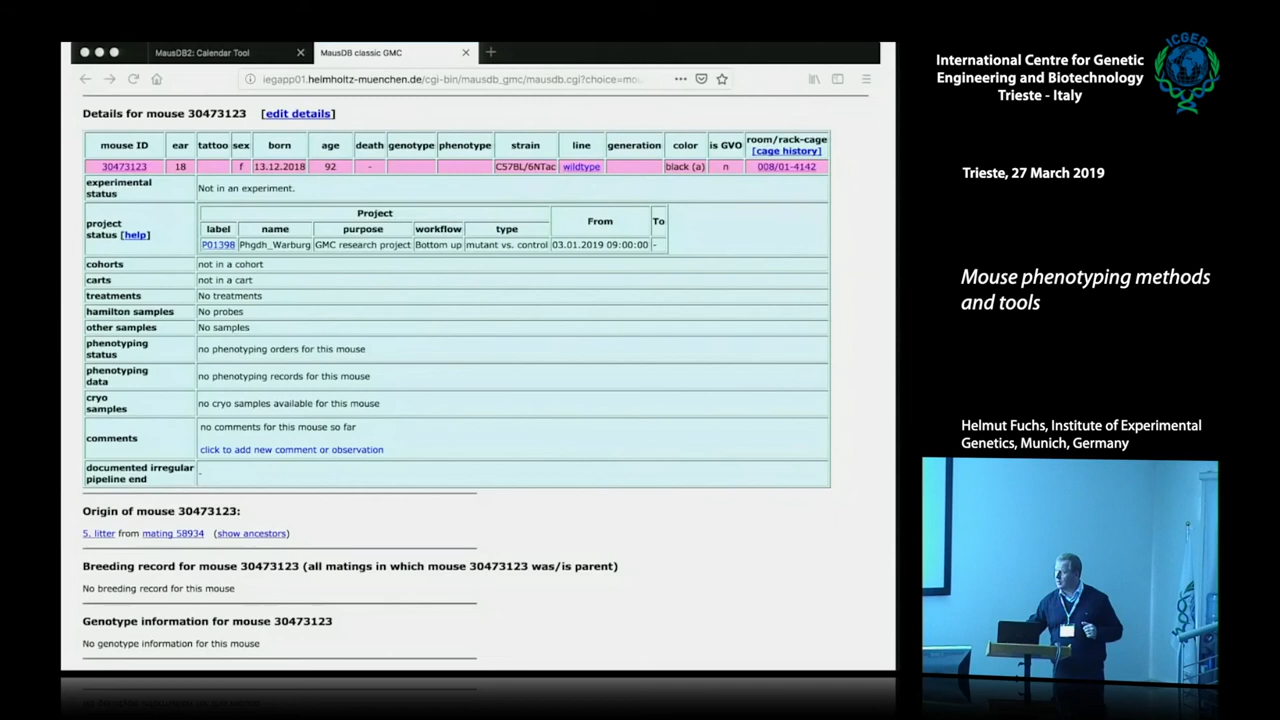 MausDB2: Calendar Tool
MausDB classic GMC
iegapp01.helmholtz-muenchen.de/cgi-bin/mausdb_gmc/mausdb.cgi?choice=mo
Details for mouse 30473123 [edit details]
mouse ID ear tattoo sex born age death genotype phenotype strain line generation color is GVO room/rack-cage [cage history]
30473123 18 f 13.12.2018 92 - C57BL/6NTac wildtype black (a) n 008/01-4142
experimental status Not in an experiment.
project status [help]
Project From To
label name purpose workflow type
P01398 Phgdh_Warburg GMC research project Bottom up mutant vs. control 03.01.2019 09:00:00 -
cohorts not in a cohort
carts not in a cart
treatments No treatments
hamilton samples No probes
other samples No samples
phenotyping status no phenotyping orders for this mouse
phenotyping data no phenotyping records for this mouse
cryo samples no cryo samples available for this mouse
comments no comments for this mouse so far
click to add new comment or observation
documented irregular pipeline end -
Origin of mouse 30473123:
5. litter from mating 58934 (show ancestors)
Breeding record for mouse 30473123 (all matings in which mouse 30473123 was/is parent)
No breeding record for this mouse
Genotype information for mouse 30473123
No genotype information for this mouse
International Centre for Genetic
Engineering and Biotechnology
Trieste - Italy
ICGEB
Trieste, 27 March 2019
Mouse phenotyping methods
and tools
Helmut Fuchs, Institute of Experimental
Genetics, Munich, Germany